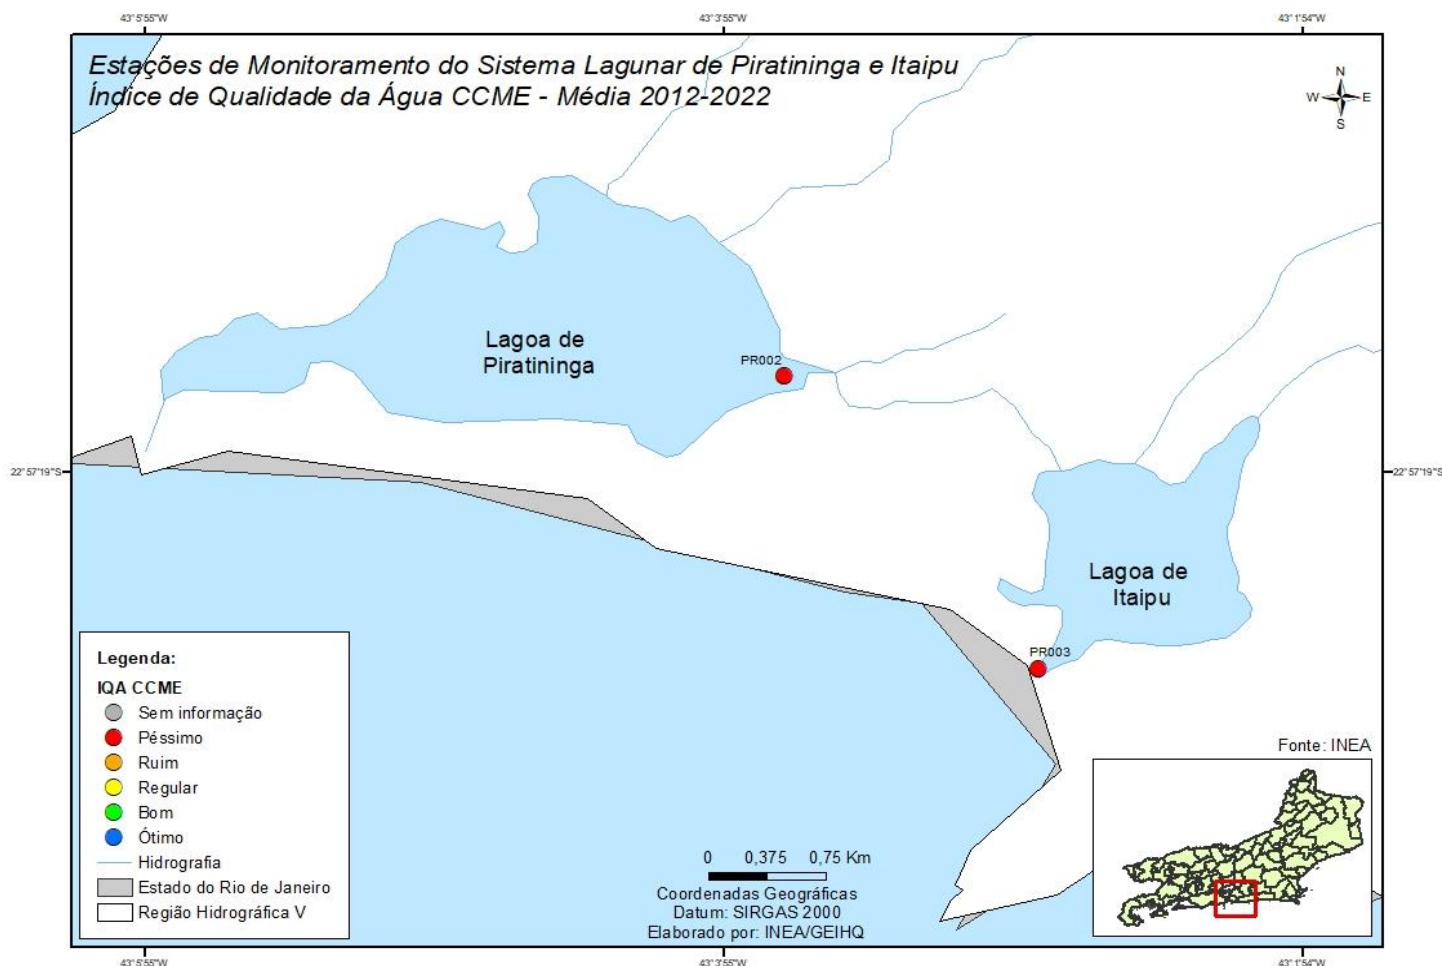 43°5'55"W
43°3'55"W
43°1'54"W
Estações de Monitoramento do Sistema Lagunar de Piratininga e Itaipu
Índice de Qualidade da Água CCME - Média 2012-2022
N
W E
S
Lagoa de
Piratininga
PR002
22°57'19"S
22°57'19"S
Lagoa de
Itaipu
PR003
Legenda:
IQA CCME
Sem informação
Péssimo
Ruim
Regular
Bom
Ótimo
Hidrografia
Estado do Rio de Janeiro
Região Hidrográfica V
0 0,375 0,75 Km
Coordenadas Geográficas
Datum: SIRGAS 2000
Elaborado por: INEA/GEIHQ
Fonte: INEA
43°5'55"W
43°3'55"W
43°1'54"W